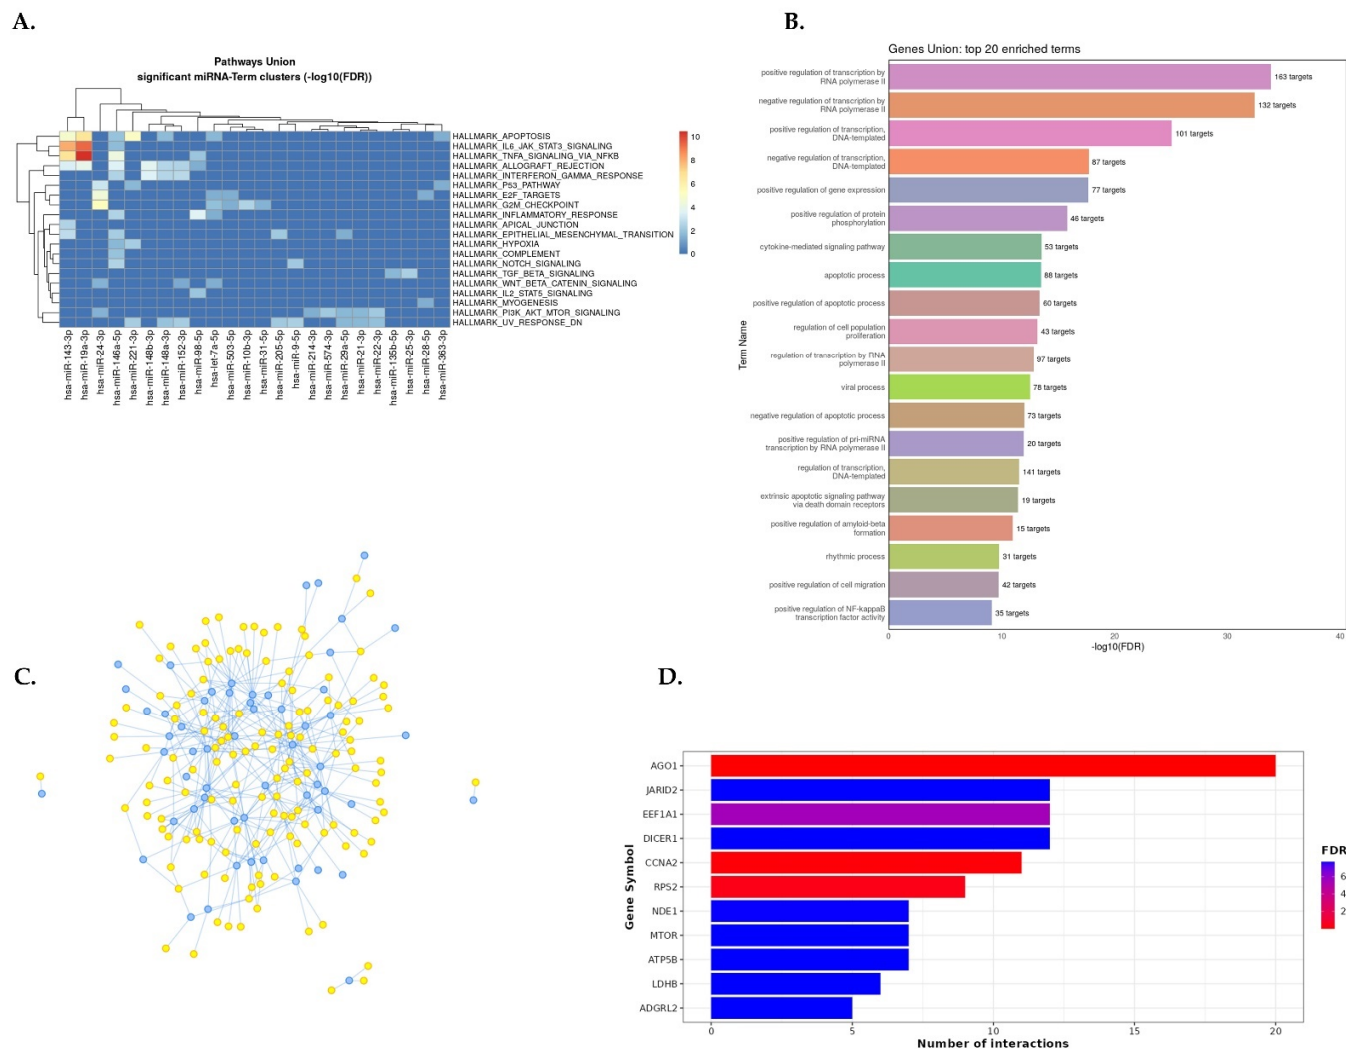 A.
Pathways Union
significant miRNA-Term clusters (-log10(FDR))
HALLMARK_APOPTOSIS
HALLMARK_IL6_JAK_STAT3_SIGNALING
HALLMARK_TNFA_SIGNALING_VIA_NFKB
HALLMARK_ALLOGRAFT_REJECTION
HALLMARK_INTERFERON_GAMMA_RESPONSE
HALLMARK_P53_PATHWAY
HALLMARK_E2F_TARGETS
HALLMARK_G2M_CHECKPOINT
HALLMARK_INFLAMMATORY_RESPONSE
HALLMARK_APICAL_JUNCTION
HALLMARK_EPITHELIAL_MESENCHYMAL_TRANSITION
HALLMARK_HYPOXIA
HALLMARK_COMPLEMENT
HALLMARK_NOTCH_SIGNALING
HALLMARK_TGF_BETA_SIGNALING
HALLMARK_WNT_BETA_CATENIN_SIGNALING
HALLMARK_IL2_STAT5_SIGNALING
HALLMARK_MYOGENESIS
HALLMARK_PI3K_AKT_MTOR_SIGNALING
HALLMARK_UV_RESPONSE_DN
10
8
6
4
2
0
hsa-miR-143-3p
hsa-miR-19a-3p
hsa-miR-24-3p
hsa-miR-146a-5p
hsa-miR-221-3p
hsa-miR-148b-3p
hsa-miR-148a-3p
hsa-miR-152-3p
hsa-miR-98-5p
hsa-let-7a-5p
hsa-miR-503-5p
hsa-miR-10b-3p
hsa-miR-31-5p
hsa-miR-205-5p
hsa-miR-9-5p
hsa-miR-214-3p
hsa-miR-574-3p
hsa-miR-29a-5p
hsa-miR-21-3p
hsa-miR-22-3p
hsa-miR-135b-5p
hsa-miR-25-3p
hsa-miR-28-5p
hsa-miR-363-3p
B.
Genes Union: top 20 enriched terms
Term Name
positive regulation of transcription by
RNA polymerase II
163 targets
negative regulation of transcription by
RNA polymerase II
132 targets
positive regulation of transcription,
DNA-templated
101 targets
negative regulation of transcription,
DNA-templated
87 targets
positive regulation of gene expression
77 targets
positive regulation of protein
phosphorylation
46 targets
cytokine-mediated signaling pathway
53 targets
apoptotic process
88 targets
positive regulation of apoptotic process
60 targets
regulation of cell population
proliferation
43 targets
regulation of transcription by RNA
polymerase II
97 targets
viral process
78 targets
negative regulation of apoptotic process
73 targets
positive regulation of pri-miRNA
transcription by RNA polymerase II
20 targets
regulation of transcription,
DNA-templated
141 targets
extrinsic apoptotic signaling pathway
via death domain receptors
19 targets
positive regulation of amyloid-beta
formation
15 targets
rhythmic process
31 targets
positive regulation of cell migration
42 targets
positive regulation of NF-kappaB
transcription factor activity
35 targets
0 10 20 30 40
-log10(FDR)
C.
D.
Gene Symbol
AGO1
JARID2
EEF1A1
DICER1
CCNA2
RPS2
NDE1
MTOR
ATP5B
LDHB
ADGRL2
0 5 10 15 20
Number of interactions
FDR
6
4
2